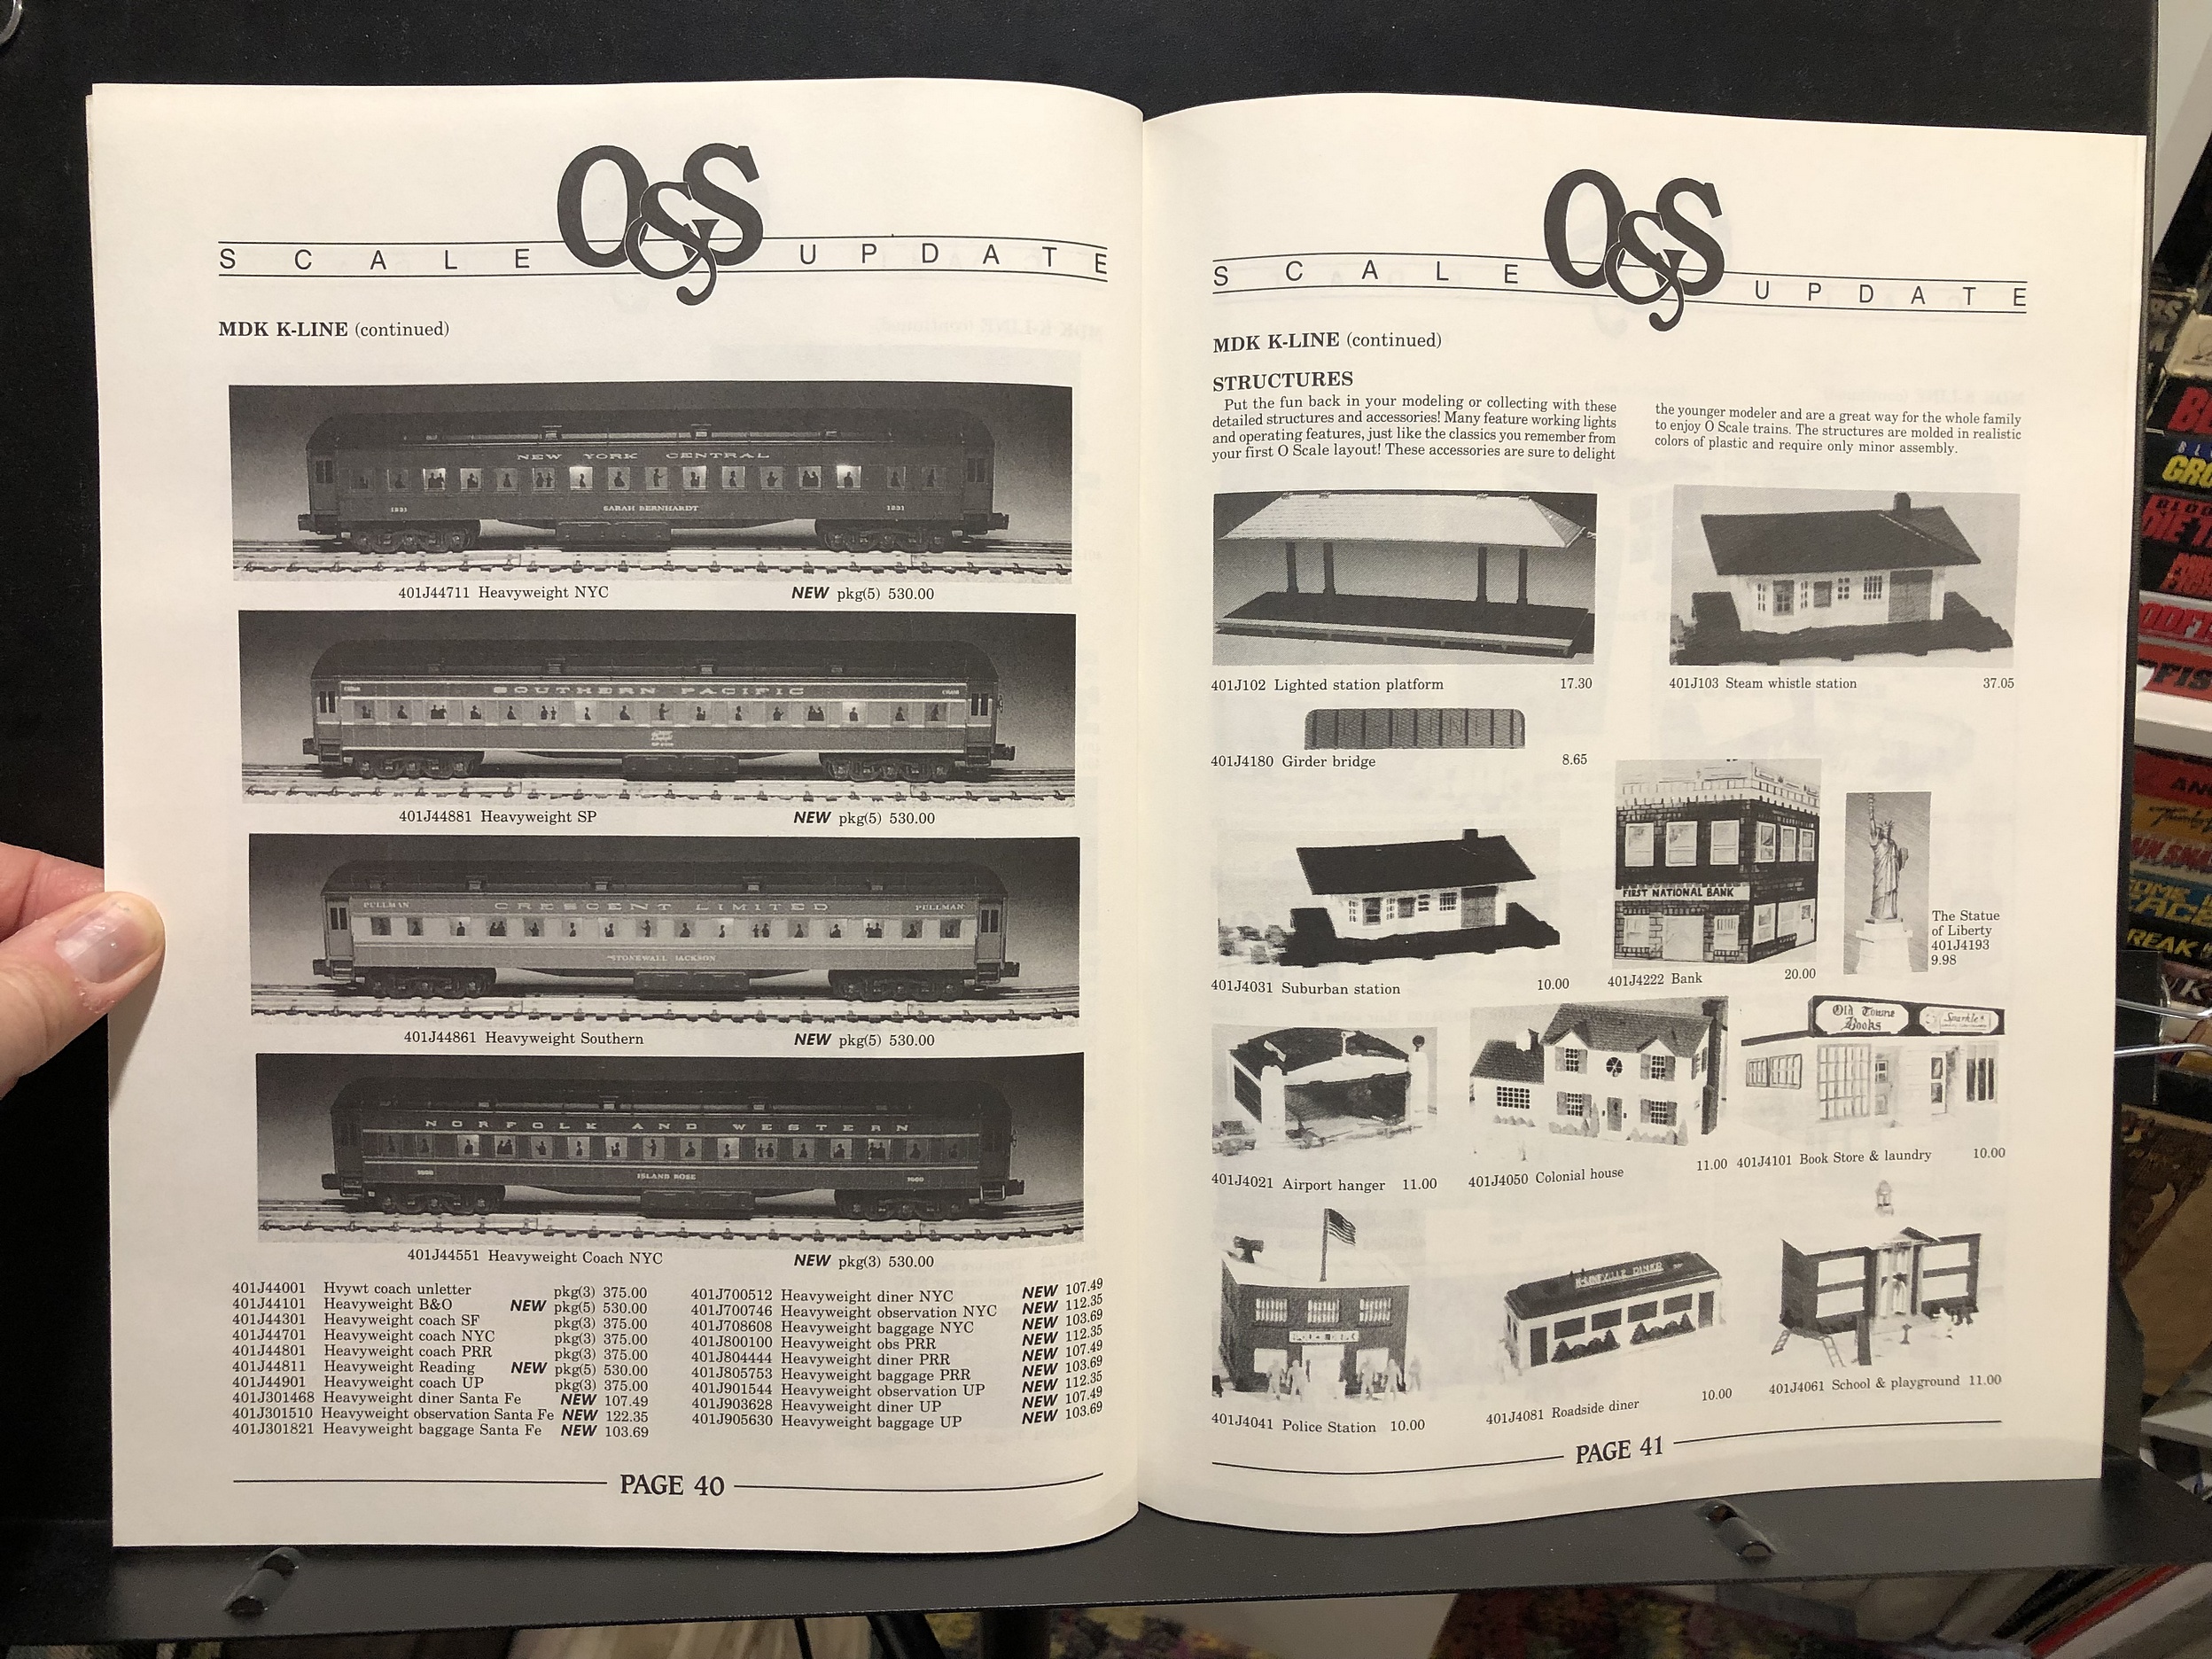 O&S
SCALE UPDATE
MDK K-LINE (continued)
NEW YORK CENTRAL
1231 SARAH BERNHARDT 1231
401J44711 Heavyweight NYC NEW pkg(5) 530.00
SOUTHERN PACIFIC
401J44881 Heavyweight SP NEW pkg(5) 530.00
PULLMAN CRESCENT LIMITED PULLMAN
STONEWALL JACKSON
401J44861 Heavyweight Southern NEW pkg(5) 530.00
NORFOLK AND WESTERN
ISLAND ROSE
401J44551 Heavyweight Coach NYC NEW pkg(3) 530.00
401J44001 Hvywt coach unletter pkg(3) 375.00
401J44101 Heavyweight B&O NEW pkg(5) 530.00
401J44301 Heavyweight coach SF pkg(3) 375.00
401J44701 Heavyweight coach NYC pkg(3) 375.00
401J44801 Heavyweight coach PRR pkg(3) 375.00
401J44811 Heavyweight Reading NEW pkg(5) 530.00
401J44901 Heavyweight coach UP pkg(3) 375.00
401J301468 Heavyweight diner Santa Fe NEW 107.49
401J301510 Heavyweight observation Santa Fe NEW 122.35
401J301821 Heavyweight baggage Santa Fe NEW 103.69
401J700512 Heavyweight diner NYC NEW 107.49
401J700746 Heavyweight observation NYC NEW 112.35
401J708608 Heavyweight baggage NYC NEW 103.69
401J800100 Heavyweight obs PRR NEW 112.35
401J804444 Heavyweight diner PRR NEW 107.49
401J805753 Heavyweight baggage PRR NEW 103.69
401J901544 Heavyweight observation UP NEW 112.35
401J903628 Heavyweight diner UP NEW 107.49
401J905630 Heavyweight baggage UP NEW 103.69
PAGE 40
O&S
SCALE UPDATE
MDK K-LINE (continued)
STRUCTURES
Put the fun back in your modeling or collecting with these
detailed structures and accessories! Many feature working lights
and operating features, just like the classics you remember from
your first O Scale layout! These accessories are sure to delight
the younger modeler and are a great way for the whole family
to enjoy O Scale trains. The structures are molded in realistic
colors of plastic and require only minor assembly.
401J102 Lighted station platform 17.30
401J103 Steam whistle station 37.05
401J4180 Girder bridge 8.65
FIRST NATIONAL BANK
The Statue
of Liberty
401J4193
9.98
401J4031 Suburban station 10.00
401J4222 Bank 20.00
Old Towne
Books
Sparkle
401J4021 Airport hanger 11.00
401J4050 Colonial house 11.00
401J4101 Book Store & laundry 10.00
K-LINEVILLE DINER
401J4041 Police Station 10.00
401J4081 Roadside diner 10.00
401J4061 School & playground 11.00
PAGE 41